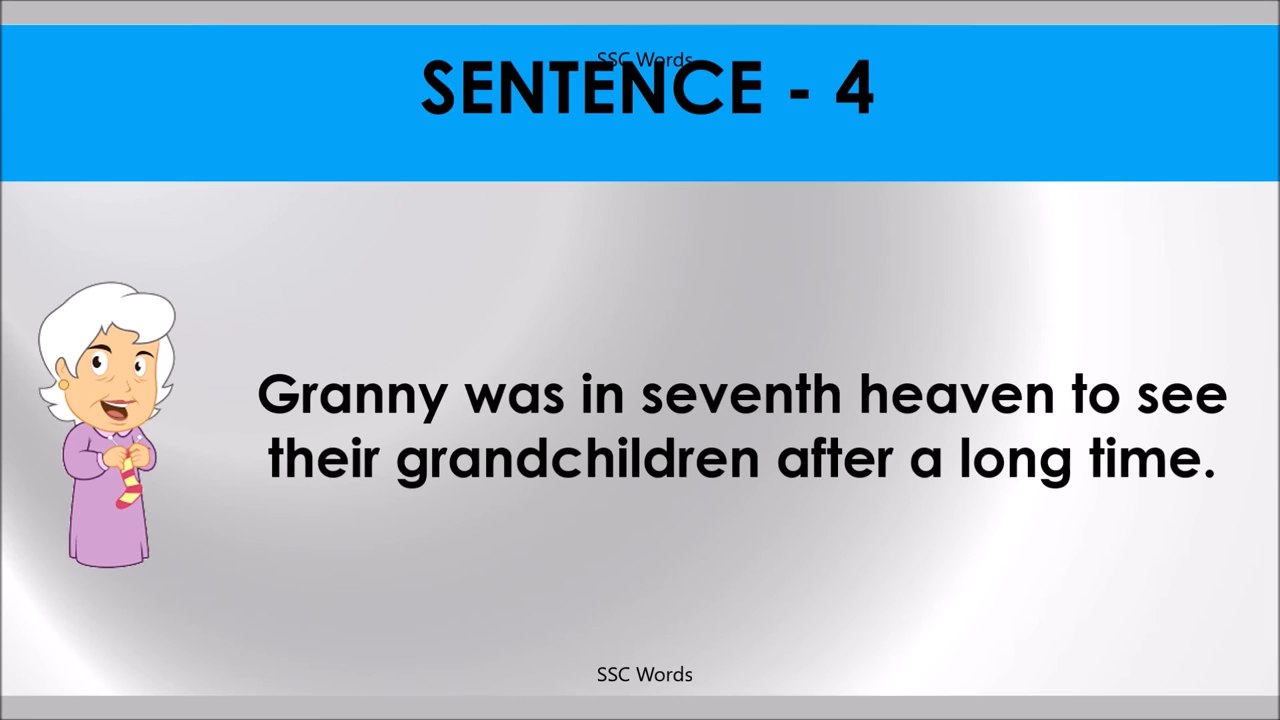 SSC Words
SENTENCE - 4
Granny was in seventh heaven to see
their grandchildren after a long time.
SSC Words